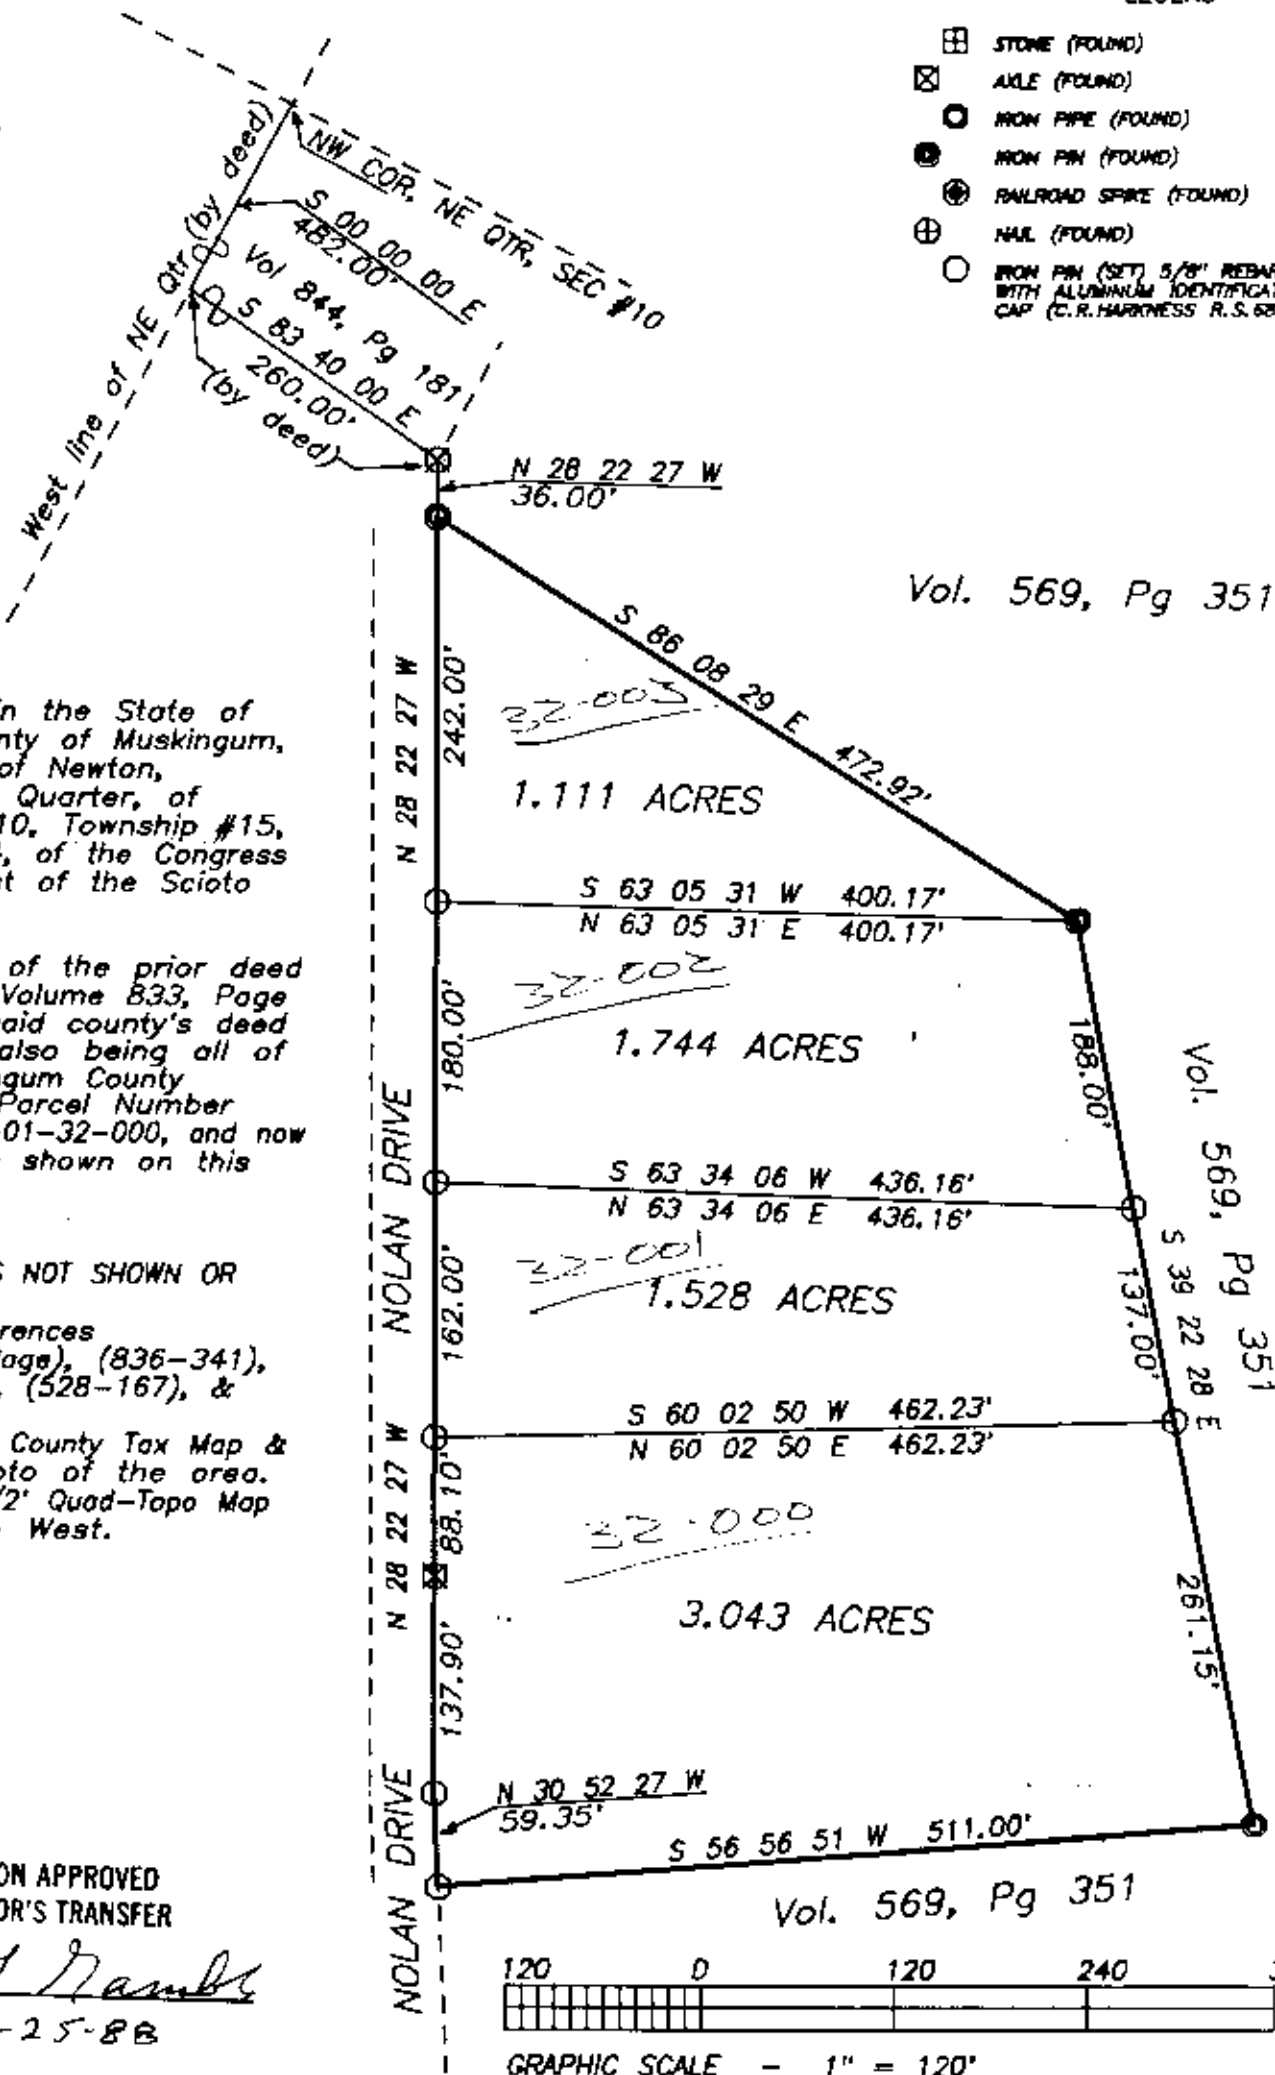 STONE (FOUND)
AXLE (FOUND)
IRON PIPE (FOUND)
IRON PIN (FOUND)
RAILROAD SPIKE (FOUND)
NAIL (FOUND)
IRON PIN (SET) 5/8" REBAR
WITH ALUMINUM IDENTIFICAT
CAP (C.R.HARKNESS R.S.68
NW COR, NE QTR, SEC #10
S 00 00 00 E
482.00'
Vol 844, Pg 181
S 83 40 00 E
260.00'
(by deed)
West line of NE Qtr (by deed)
N 28 22 27 W
36.00'
Vol. 569, Pg 351
S 86 08 29 E 472.92'
N 28 22 27 W
242.00'
32-003
1.111 ACRES
S 63 05 31 W 400.17'
N 63 05 31 E 400.17'
32-002
180.00'
1.744 ACRES
188.00'
Vol. 569, Pg 351
NOLAN DRIVE
S 63 34 06 W 436.16'
N 63 34 06 E 436.16'
32-001
162.00'
1.528 ACRES
137.00'
S 39 22 28 E
S 60 02 50 W 462.23'
N 60 02 50 E 462.23'
N 28 22 27 W
88.10'
32-000
3.043 ACRES
261.15'
137.90'
N 30 52 27 W
59.35'
S 56 56 51 W 511.00'
NOLAN DRIVE
Vol. 569, Pg 351
in the State of
nty of Muskingum,
of Newton,
Quarter, of
10, Township #15,
, of the Congress
t of the Scioto
of the prior deed
Volume 833, Page
aid county's deed
also being all of
ngum County
Parcel Number
-01-32-000, and now
shown on this
S NOT SHOWN OR
rences
age), (836-341),
, (528-167), &
County Tax Map &
oto of the area.
/2' Quad-Topo Map
West.
ON APPROVED
OR'S TRANSFER
-25-88
120 0 120 240 3
GRAPHIC SCALE - 1" = 120'